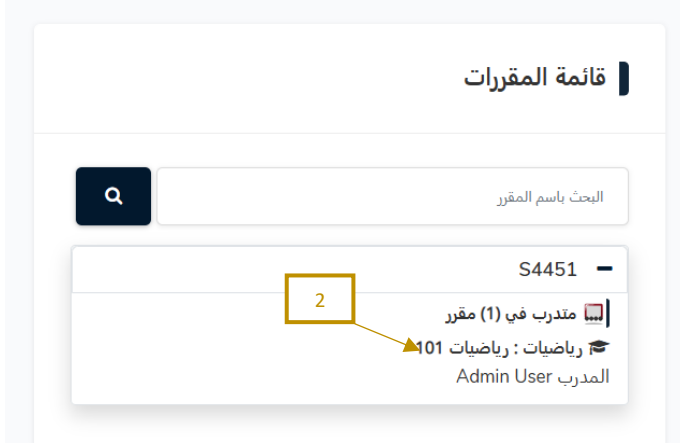 قائمة المقررات
البحث باسم المقرر
S4451
متدرب في (1) مقرر
2
رياضيات : رياضيات 101
المدرب Admin User